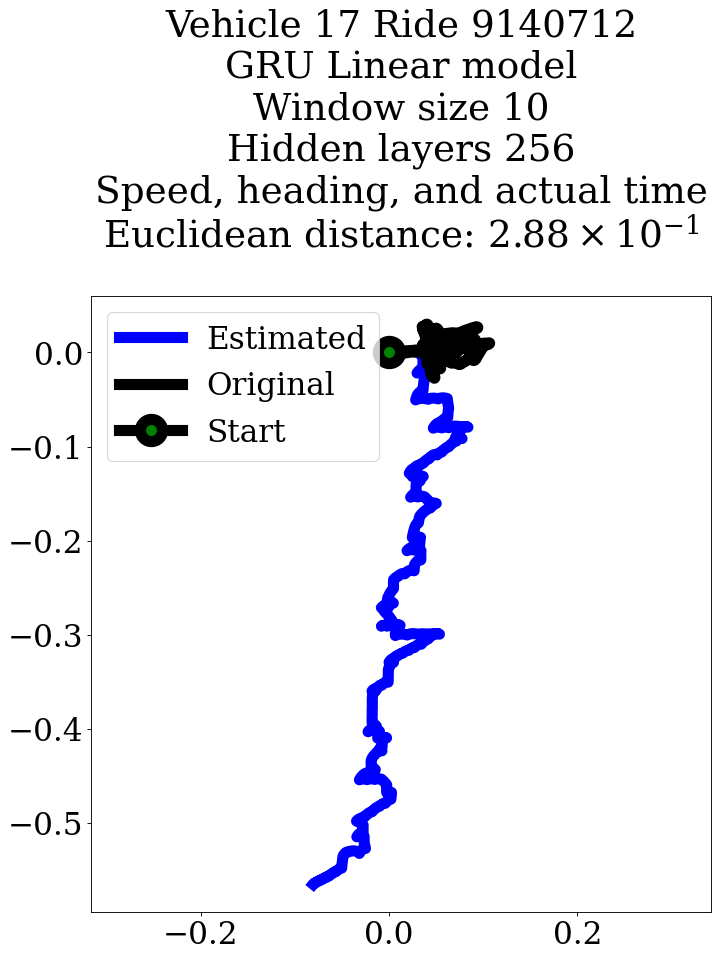 Vehicle 17 Ride 9140712
GRU Linear model
Window size 10
Hidden layers 256
Speed, heading, and actual time
Euclidean distance: 2.88 × 10⁻¹
Estimated
Original
Start
0.0
−0.1
−0.2
−0.3
−0.4
−0.5
−0.2 0.0 0.2